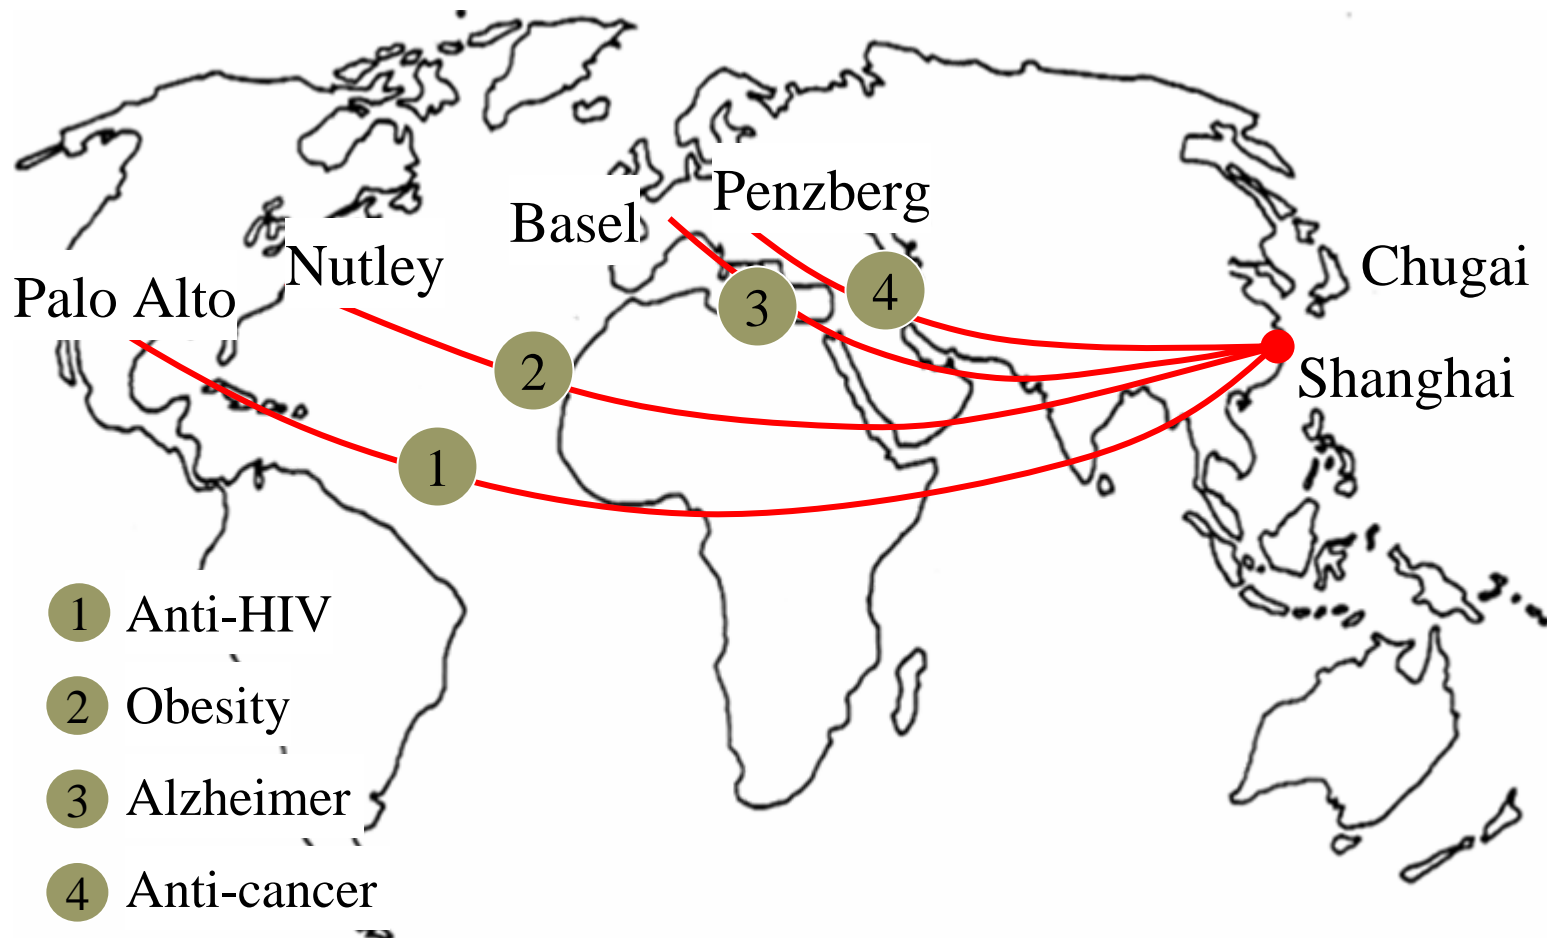 Penzberg
Basel
Nutley
Chugai
Palo Alto
4
3
Shanghai
2
1
1 Anti-HIV
2 Obesity
3 Alzheimer
4 Anti-cancer